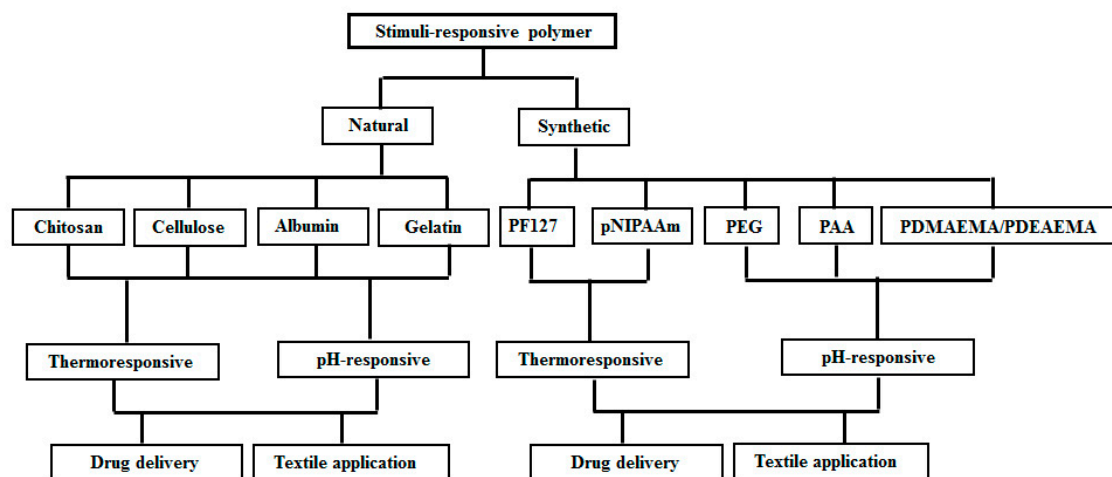 Stimuli-responsive polymer
Natural
Synthetic
Chitosan
Cellulose
Albumin
Gelatin
PF127
pNIPAAm
PEG
PAA
PDMAEMA/PDEAEMA
Thermoresponsive
pH-responsive
Thermoresponsive
pH-responsive
Drug delivery
Textile application
Drug delivery
Textile application